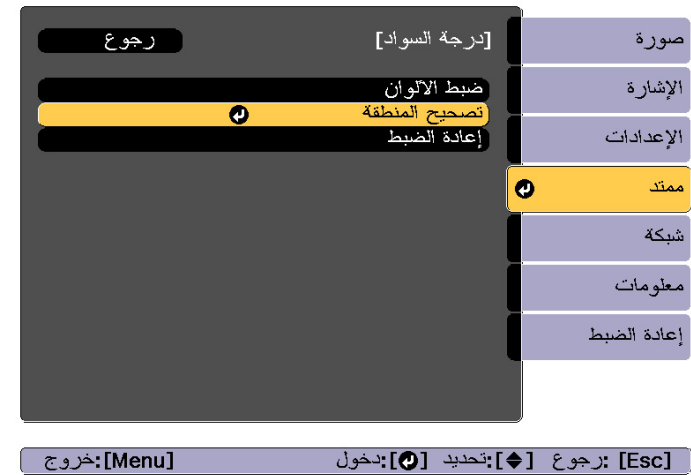 صورة
الإشارة
الإعدادات
ممتد
شبكة
معلومات
إعادة الضبط
[درجة السواد] رجوع
ضبط الألوان
تصحيح المنطقة
إعادة الضبط
[Esc] :رجوع [◆]:تحديد [↵]:دخول [Menu]:خروج